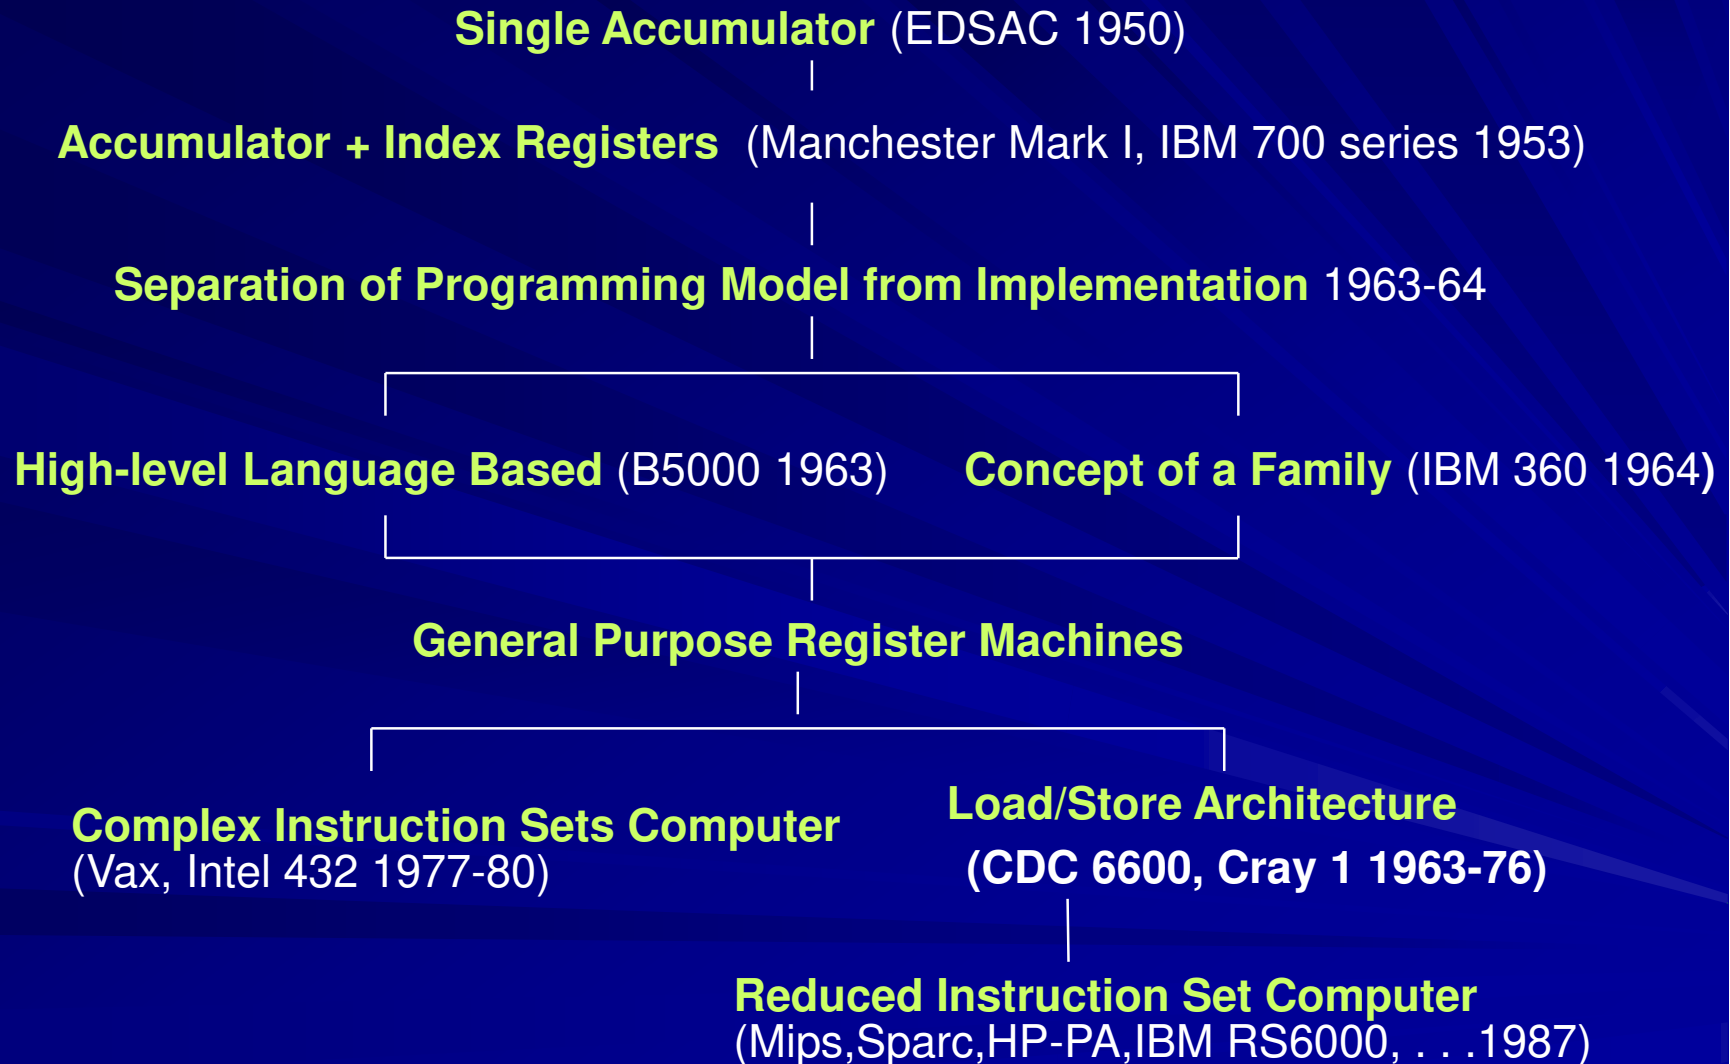 Single Accumulator (EDSAC 1950)
Accumulator + Index Registers (Manchester Mark I, IBM 700 series 1953)
Separation of Programming Model from Implementation 1963-64
High-level Language Based (B5000 1963)
Concept of a Family (IBM 360 1964)
General Purpose Register Machines
Complex Instruction Sets Computer
(Vax, Intel 432 1977-80)
Load/Store Architecture
(CDC 6600, Cray 1 1963-76)
Reduced Instruction Set Computer
(Mips,Sparc,HP-PA,IBM RS6000, . . .1987)